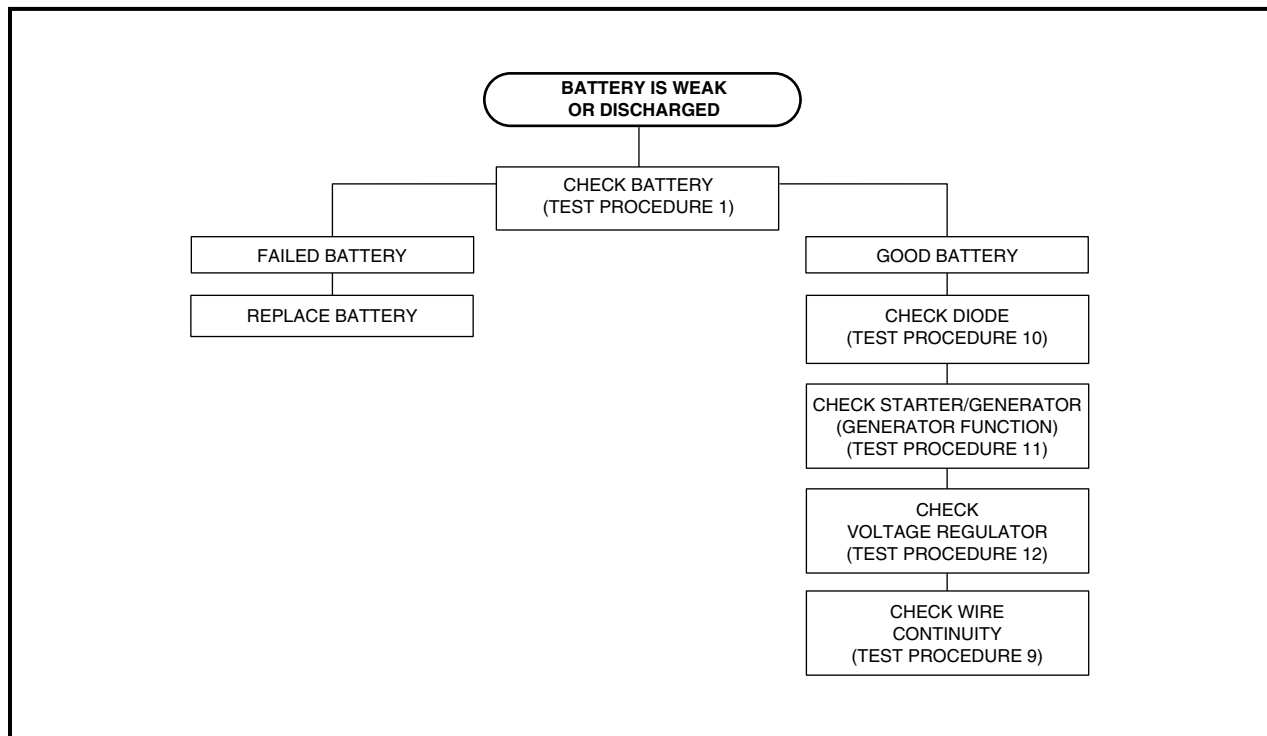 BATTERY IS WEAK
OR DISCHARGED
CHECK BATTERY
(TEST PROCEDURE 1)
FAILED BATTERY
REPLACE BATTERY
GOOD BATTERY
CHECK DIODE
(TEST PROCEDURE 10)
CHECK STARTER/GENERATOR
(GENERATOR FUNCTION)
(TEST PROCEDURE 11)
CHECK
VOLTAGE REGULATOR
(TEST PROCEDURE 12)
CHECK WIRE
CONTINUITY
(TEST PROCEDURE 9)